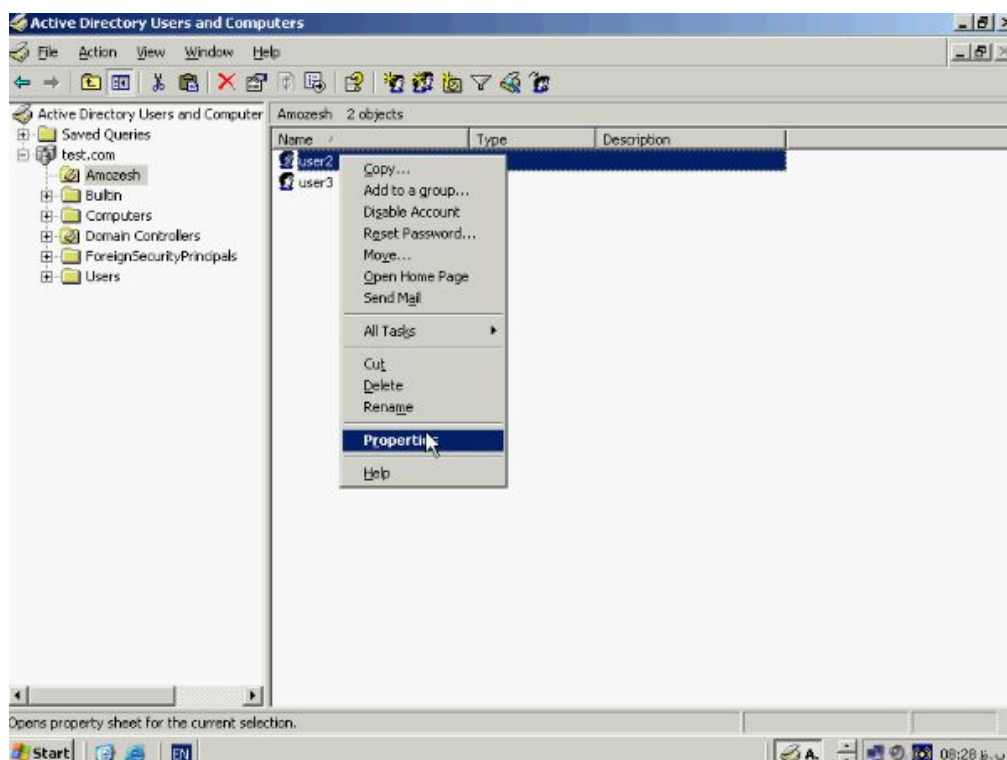 Active Directory Users and Computers
File Action View Window Help
Active Directory Users and Computer
Saved Queries
test.com
Amozesh
Builtin
Computers
Domain Controllers
ForeignSecurityPrincipals
Users
Amozesh 2 objects
Name Type Description
user2
user3
Copy...
Add to a group...
Disable Account
Reset Password...
Move...
Open Home Page
Send Mail
All Tasks
Cut
Delete
Rename
Properties
Help
Opens property sheet for the current selection.
Start EN A. 08:28 ب.ظ